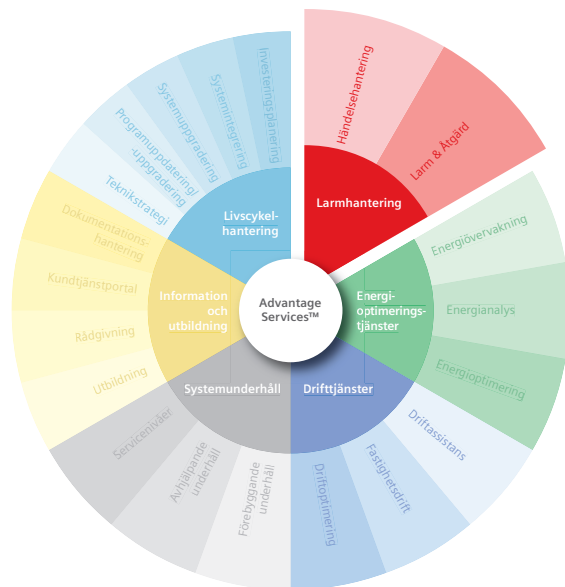 Advantage
Services™
Larmhantering
Händelsehantering
Larm & Åtgärd
Energi-
optimerings-
tjänster
Energiövervakning
Energianalys
Energioptimering
Drifttjänster
Driftassistans
Fastighetsdrift
Driftoptimering
Systemunderhåll
Förebyggande
underhåll
Avhjälpande
underhåll
Servicenivåer
Information
och
utbildning
Utbildning
Rådgivning
Kundtjänstportal
Dokumentations-
hantering
Livscykel-
hantering
Teknikstrategi
Programuppdatering/
-uppgradering
Systemuppgradering
Systemintegrering
Investeringsplanering